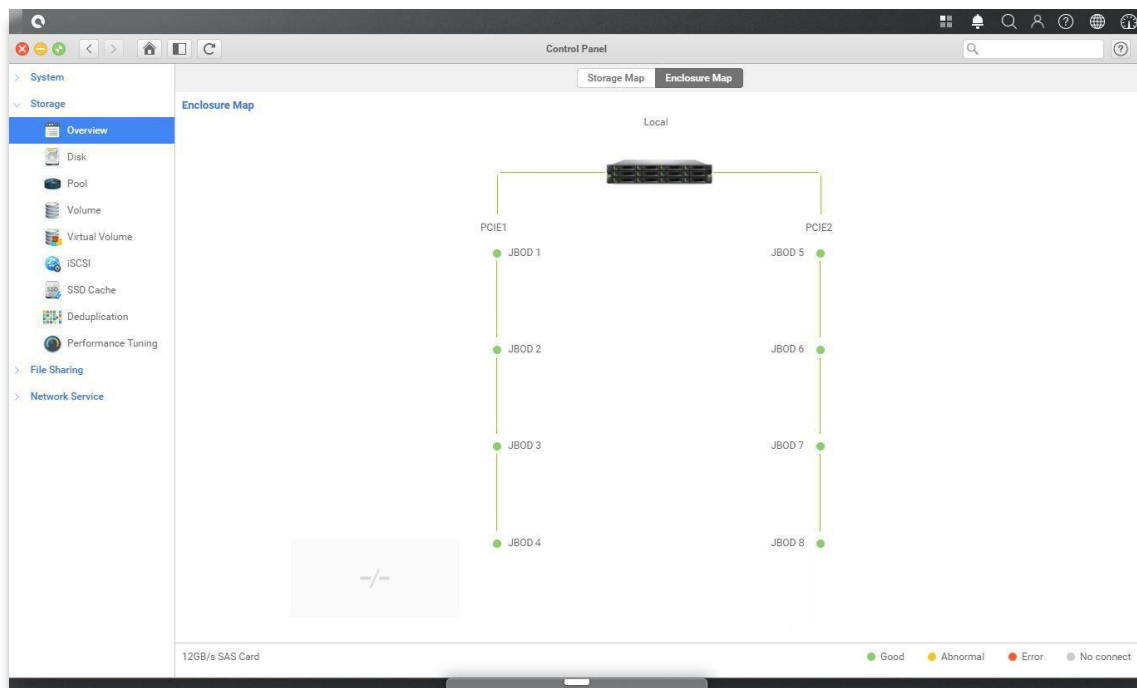 Control Panel
System
Storage
Overview
Disk
Pool
Volume
Virtual Volume
iSCSI
SSD Cache
Deduplication
Performance Tuning
File Sharing
Network Service
Storage Map Enclosure Map
Enclosure Map
Local
PCIE1 PCIE2
JBOD 1 JBOD 5
JBOD 2 JBOD 6
JBOD 3 JBOD 7
JBOD 4 JBOD 8
-/-
12GB/s SAS Card Good Abnormal Error No connect